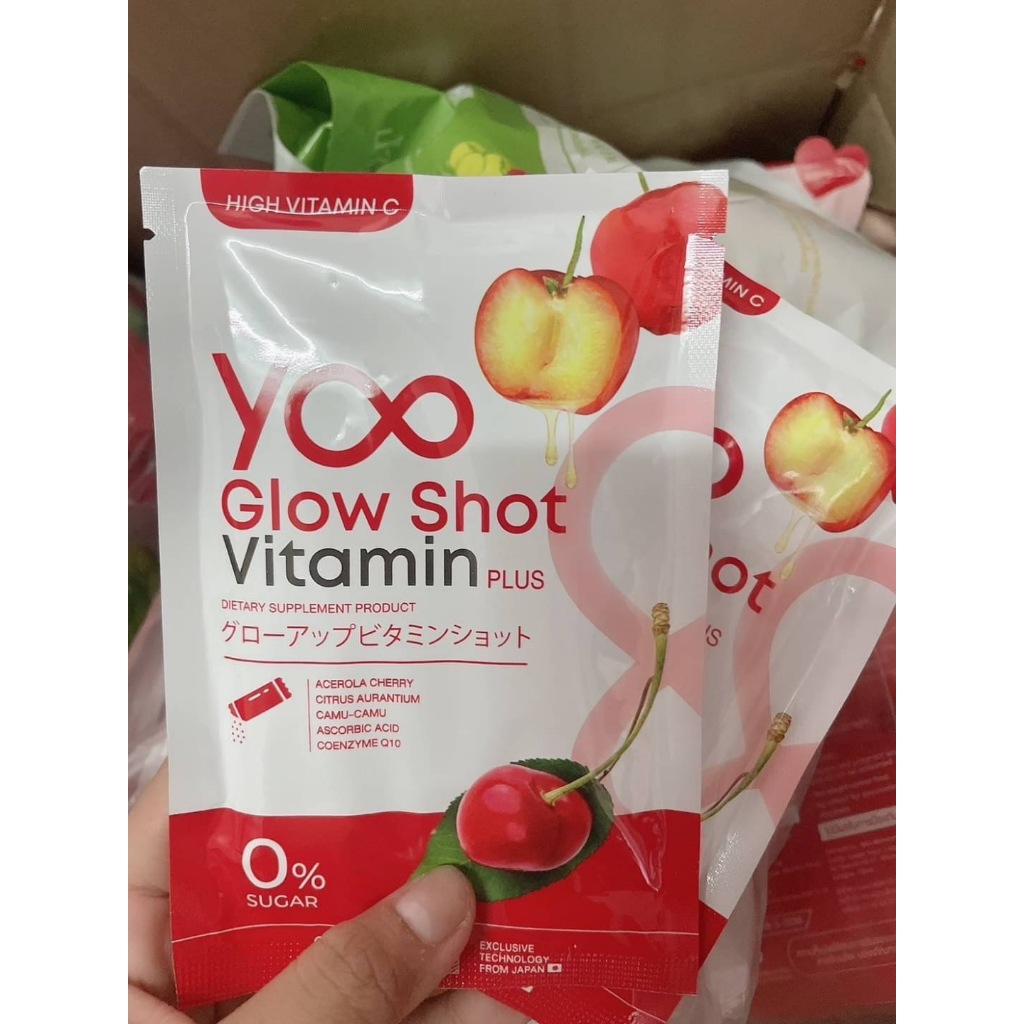 HIGH VITAMIN C
yoo
Glow Shot
Vitamin PLUS
DIETARY SUPPLEMENT PRODUCT
グローアップビタミンショット
ACEROLA CHERRY
CITRUS AURANTIUM
CAMU-CAMU
ASCORBIC ACID
COENZYME Q10
0%
SUGAR
EXCLUSIVE
TECHNOLOGY
FROM JAPAN
MIN C